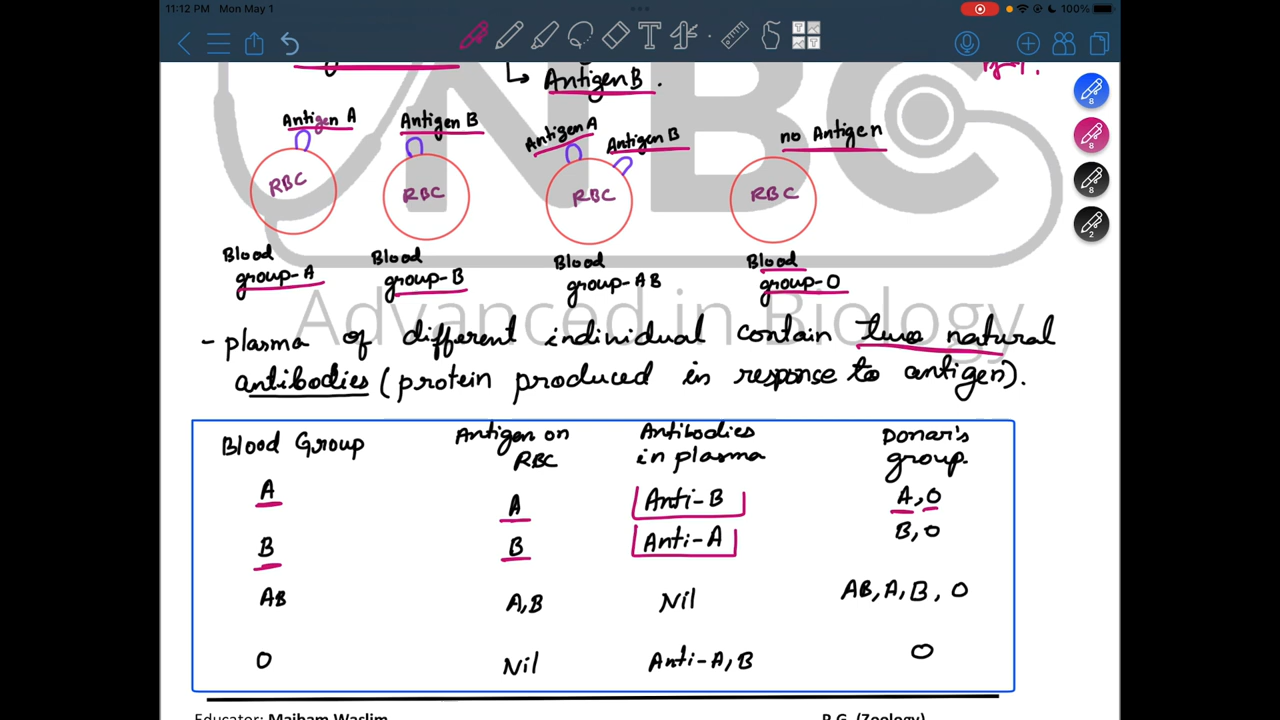 11:12 PM Mon May 1
100%
Antigen B.
Antigen A
Antigen B
Antigen A
Antigen B
no Antigen
RBC
RBC
RBC
RBC
Blood group-A
Blood group-B
Blood group-AB
Blood group-O
Advanced in Biology
- plasma of different individual contain two natural
antibodies (protein produced in response to antigen).
Blood Group Antigen on RBC Antibodies in plasma Donar's group.
A A Anti-B A, O
B B Anti-A B, O
AB A, B Nil AB, A, B, O
O Nil Anti-A, B O
Educator: Maiham Waslim P.G. (Zoology)